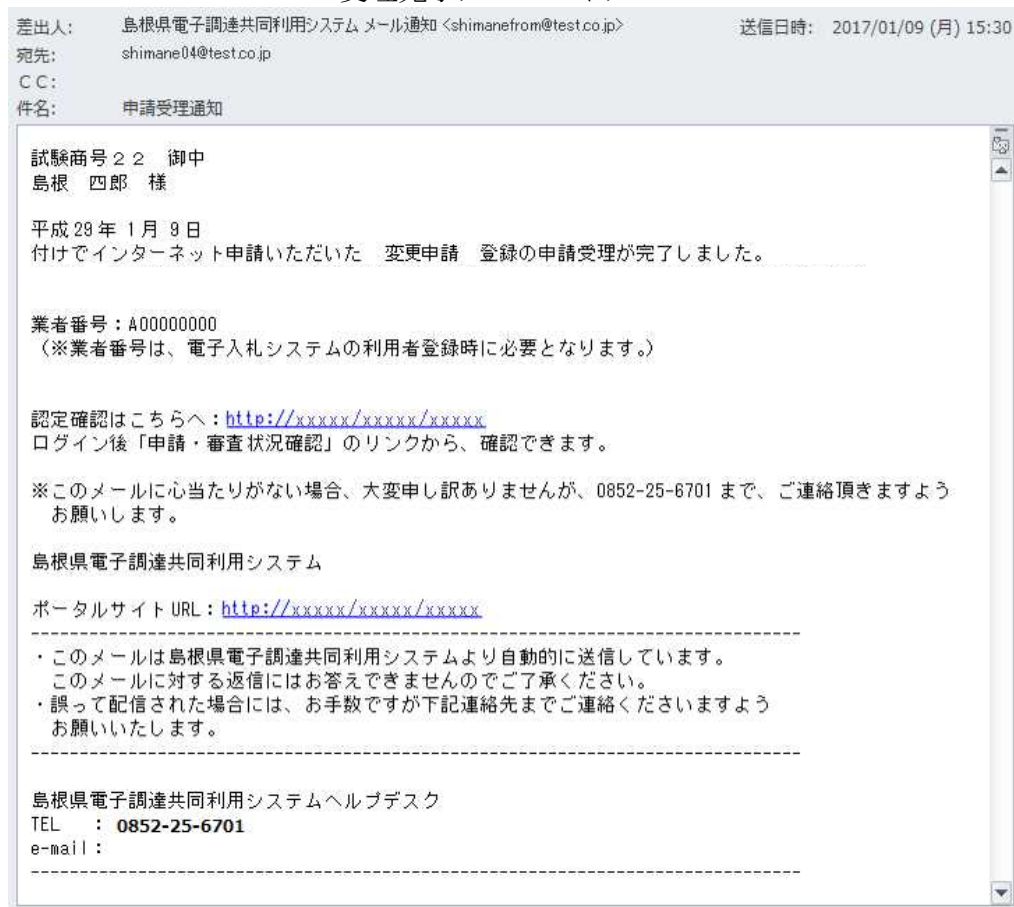 差出人: 島根県電子調達共同利用システム メール通知 <shimanefrom@test.co.jp> 送信日時: 2017/01/09 (月) 15:30
宛先: shimane04@test.co.jp
CC:
件名: 申請受理通知
試験商号22 御中
島根 四郎 様
平成29年 1月 9日
付けでインターネット申請いただいた 変更申請 登録の申請受理が完了しました。
業者番号：A00000000
（※業者番号は、電子入札システムの利用者登録時に必要となります。）
認定確認はこちらへ：http://xxxxx/xxxxx/xxxxx
ログイン後「申請・審査状況確認」のリンクから、確認できます。
※このメールに心当たりがない場合、大変申し訳ありませんが、0852-25-6701 まで、ご連絡頂きますよう
お願いします。
島根県電子調達共同利用システム
ポータルサイト URL：http://xxxxx/xxxxx/xxxxx
--------------------------------------------------------------------------------
・このメールは島根県電子調達共同利用システムより自動的に送信しています。
このメールに対する返信にはお答えできませんのでご了承ください。
・誤って配信された場合には、お手数ですが下記連絡先までご連絡くださいますよう
お願いいたします。
--------------------------------------------------------------------------------
島根県電子調達共同利用システムヘルプデスク
TEL ： 0852-25-6701
e-mail：
--------------------------------------------------------------------------------